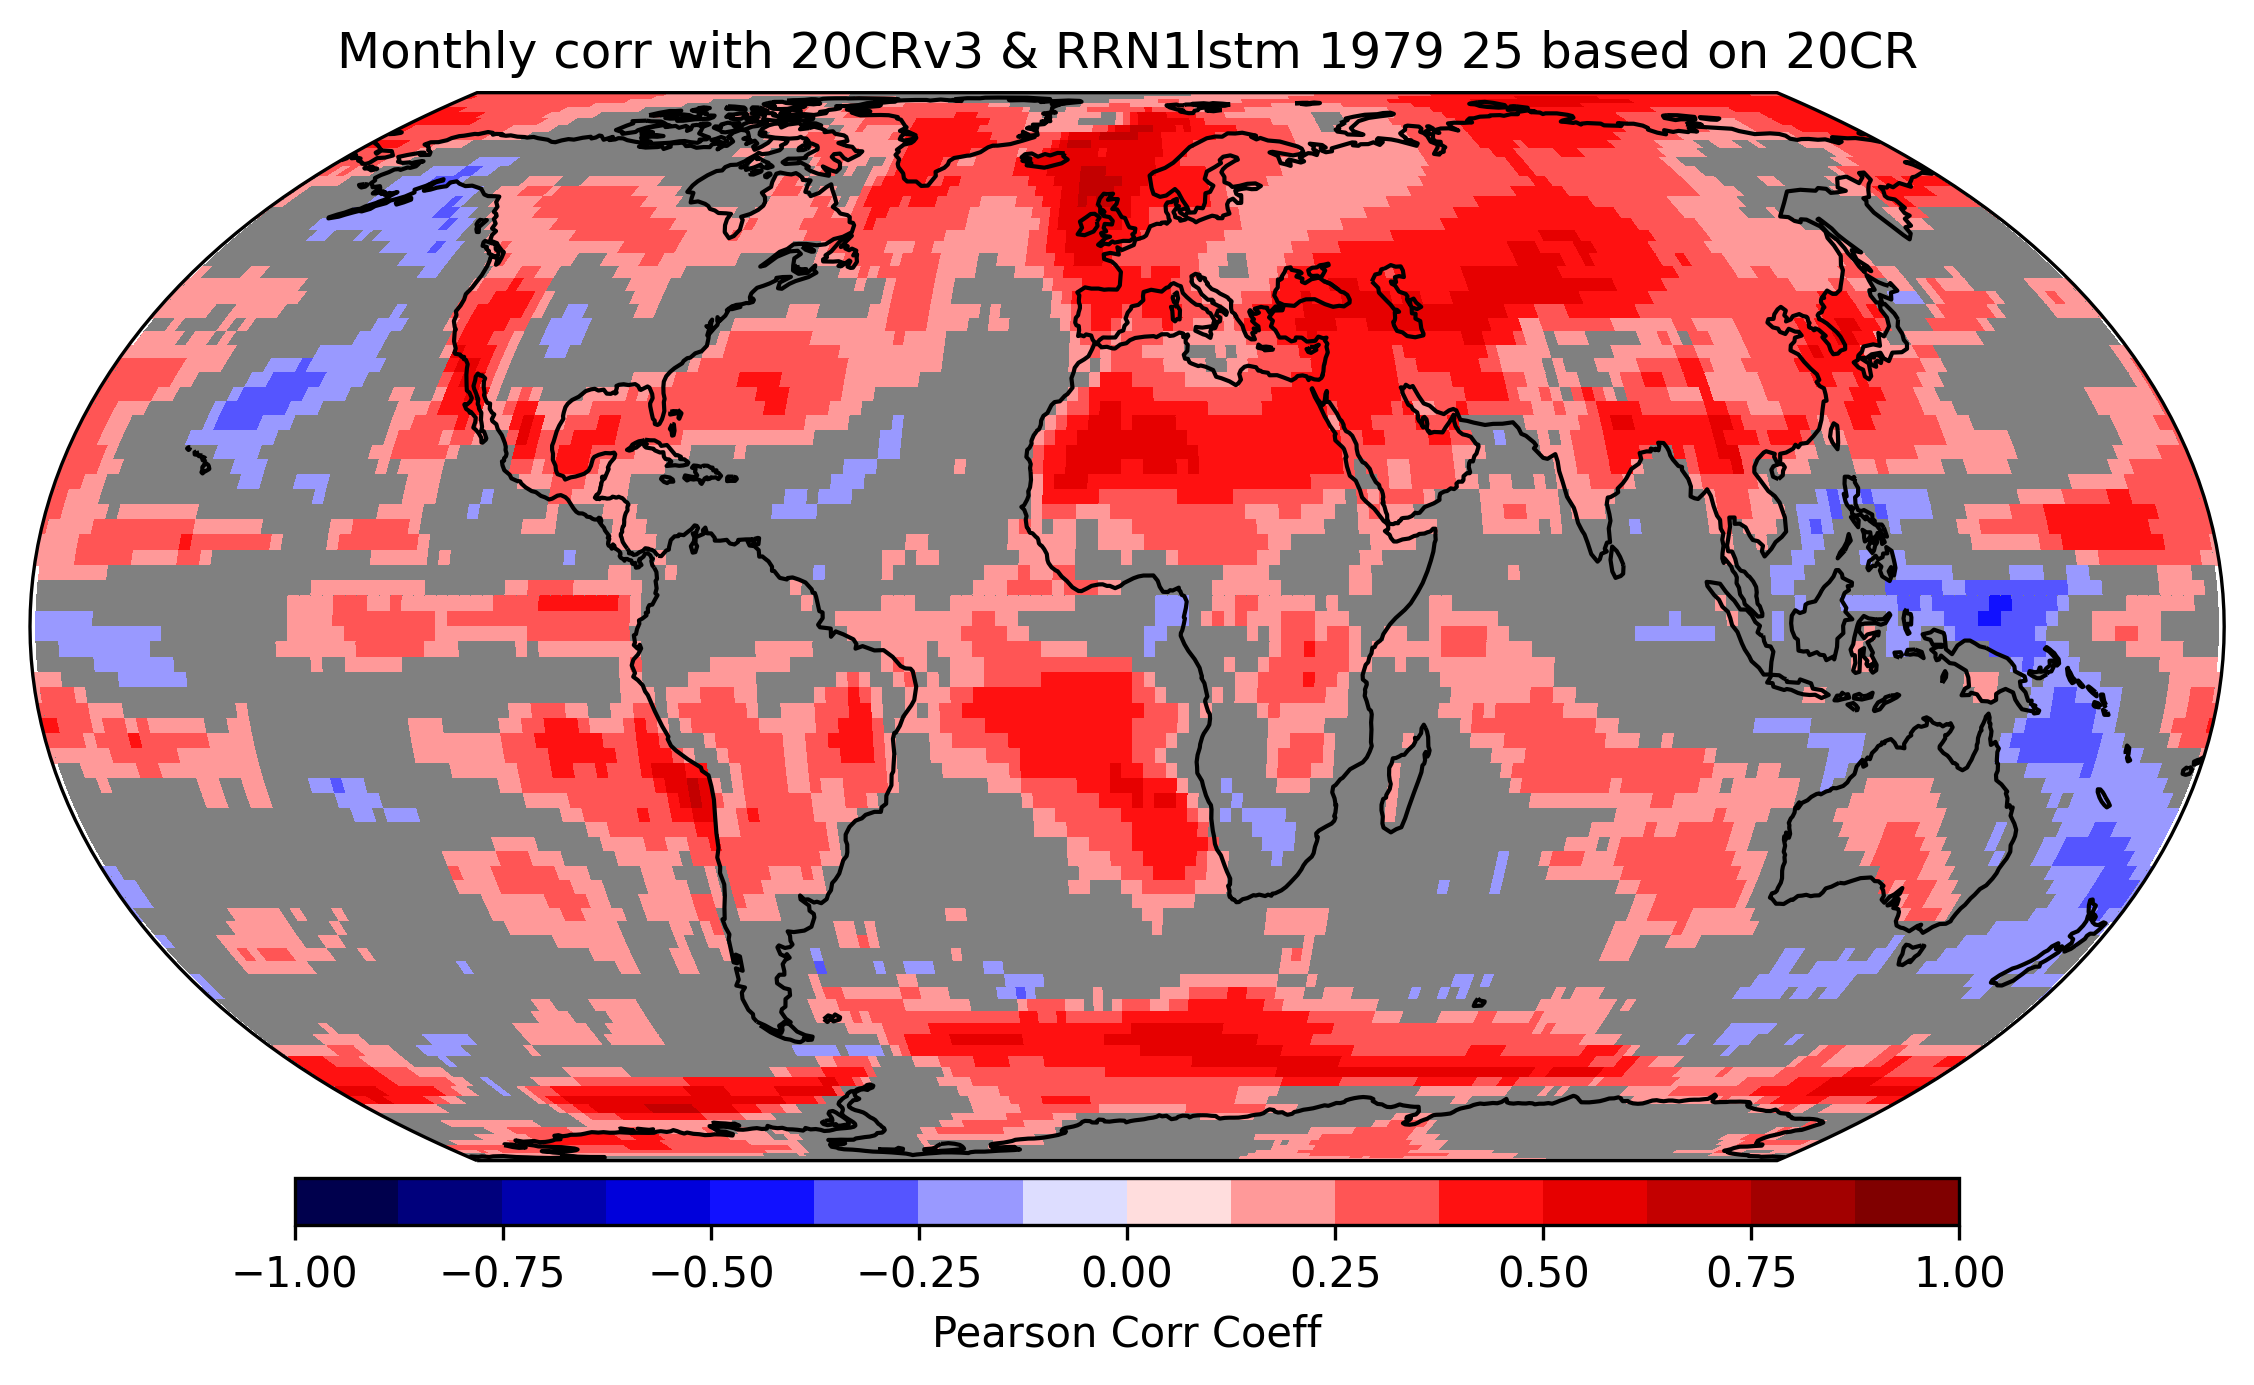 Monthly corr with 20CRv3 & RRN1lstm 1979 25 based on 20CR
−1.00 −0.75 −0.50 −0.25 0.00 0.25 0.50 0.75 1.00
Pearson Corr Coeff